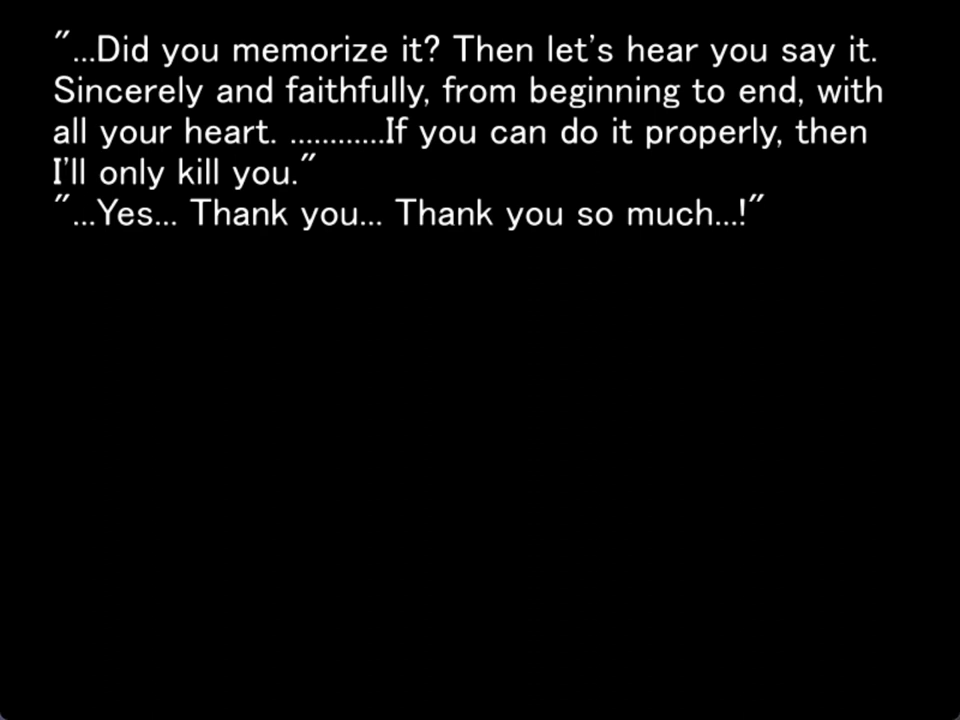 "...Did you memorize it? Then let's hear you say it.
Sincerely and faithfully, from beginning to end, with
all your heart. ............If you can do it properly, then
I'll only kill you."
"...Yes... Thank you... Thank you so much...!"